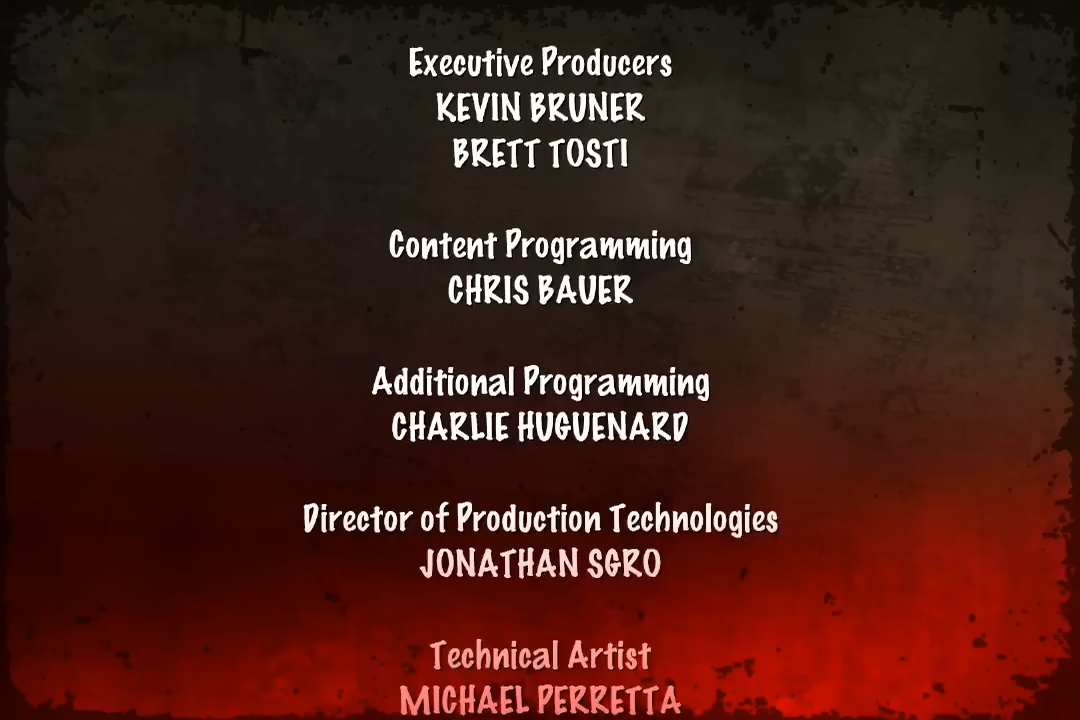 Executive Producers
KEVIN BRUNER
BRETT TOSTI
Content Programming
CHRIS BAUER
Additional Programming
CHARLIE HUGUENARD
Director of Production Technologies
JONATHAN SGRO
Technical Artist
MICHAEL PERRETTA